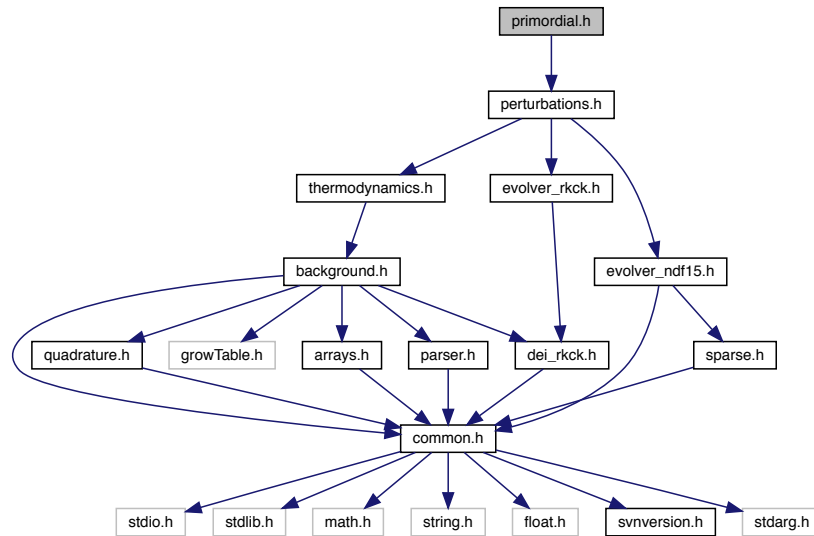 primordial.h
perturbations.h
thermodynamics.h
evolver_rkck.h
background.h
evolver_ndf15.h
quadrature.h
growTable.h
arrays.h
parser.h
dei_rkck.h
sparse.h
common.h
stdio.h
stdlib.h
math.h
string.h
float.h
svnversion.h
stdarg.h